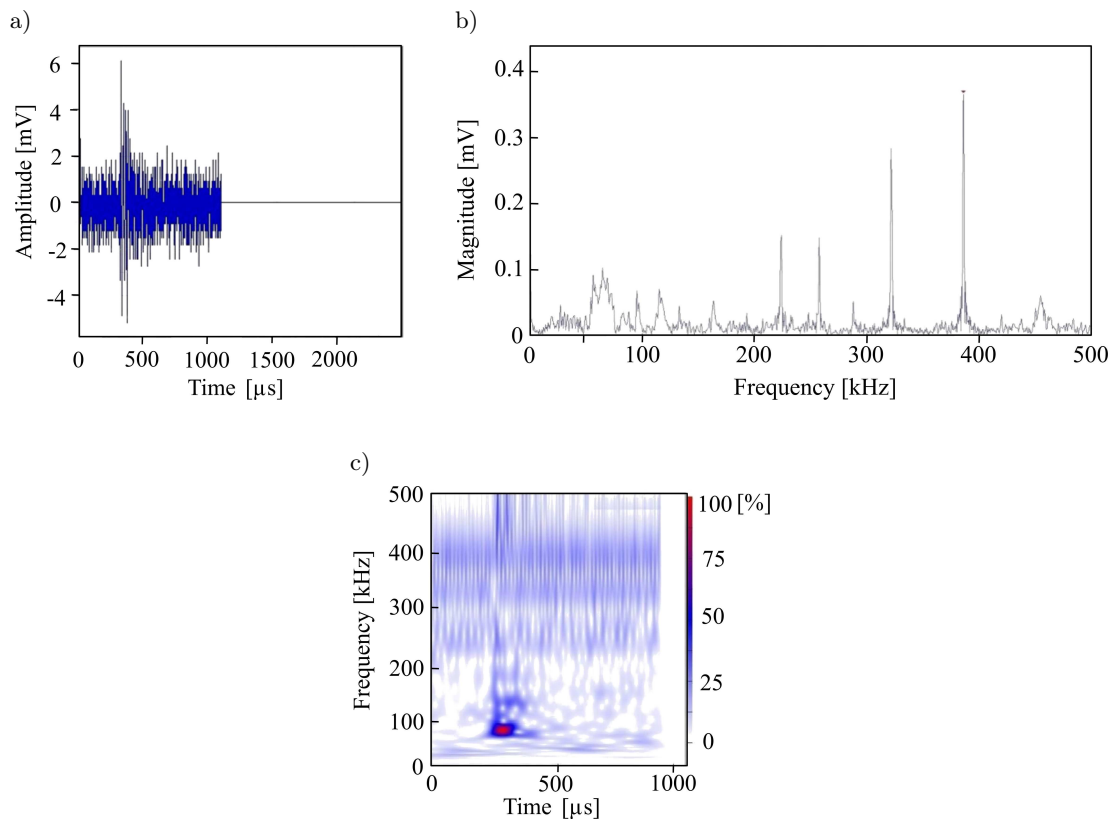 a)
Amplitude [mV]
6
4
2
0
-2
-4
0 500 1000 1500 2000
Time [µs]
b)
Magnitude [mV]
0.4
0.3
0.2
0.1
0
0 100 200 300 400 500
Frequency [kHz]
c)
Frequency [kHz]
500
400
300
200
100
0
0 500 1000
Time [µs]
100 [%]
75
50
25
0